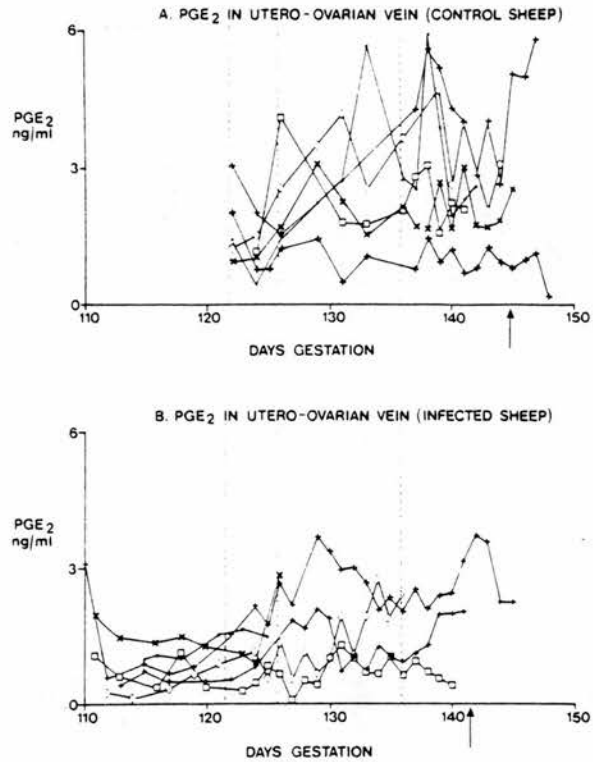 A. PGE2 IN UTERO-OVARIAN VEIN (CONTROL SHEEP)
6
PGE2
ng/ml
3
0
110 120 130 140 150
DAYS GESTATION
B. PGE2 IN UTERO-OVARIAN VEIN (INFECTED SHEEP)
6
PGE2
ng/ml
3
0
110 120 130 140 150
DAYS GESTATION